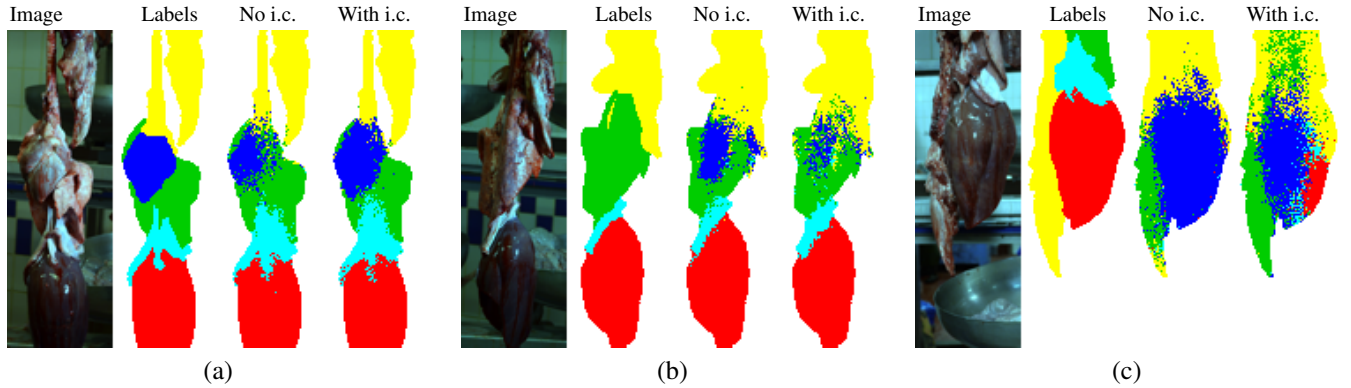 Image Labels No i.c. With i.c. Image Labels No i.c. With i.c. Image Labels No i.c. With i.c.
(a) (b) (c)